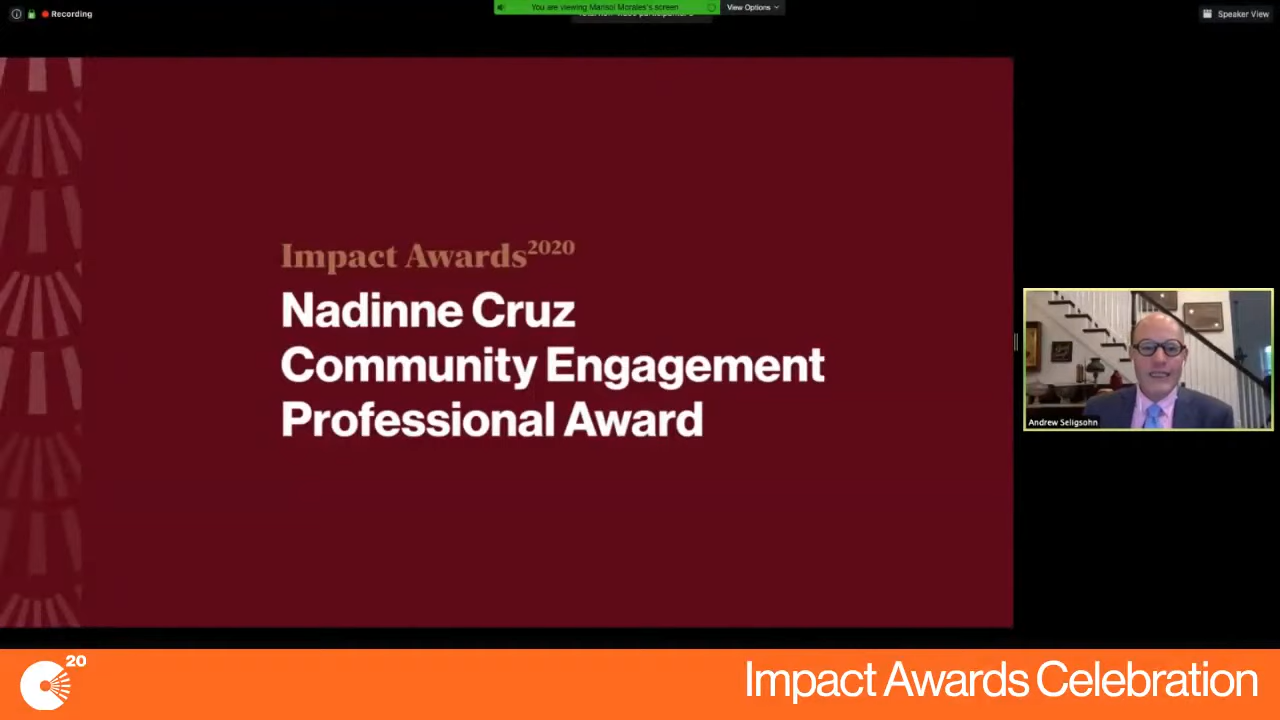 Recording
You are viewing Marisol Morales's screen
View Options
Speaker View
Impact Awards2020
Nadinne Cruz
Community Engagement
Professional Award
Andrew Seligsohn
20
Impact Awards Celebration